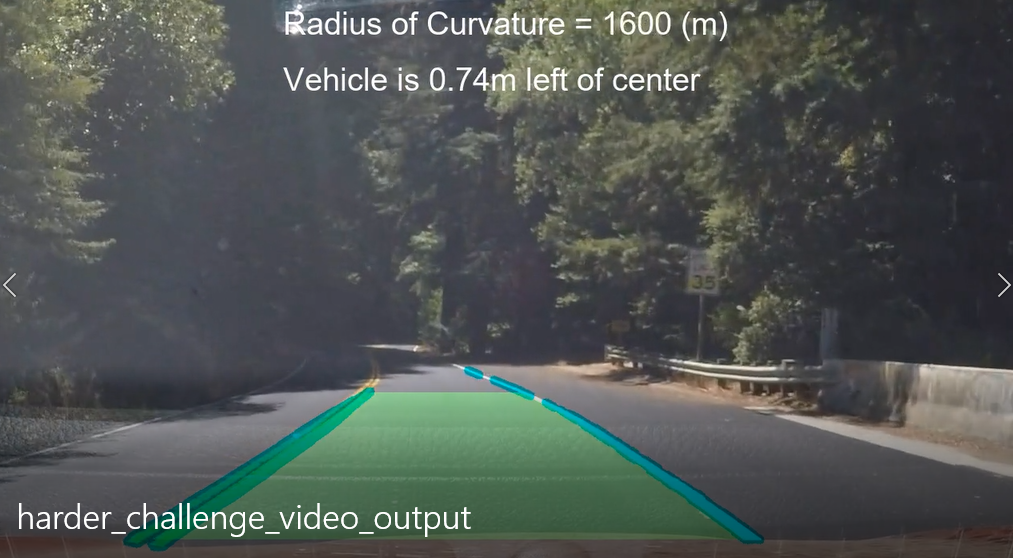 Radius of Curvature = 1600 (m)
Vehicle is 0.74m left of center
35
harder_challenge_video_output